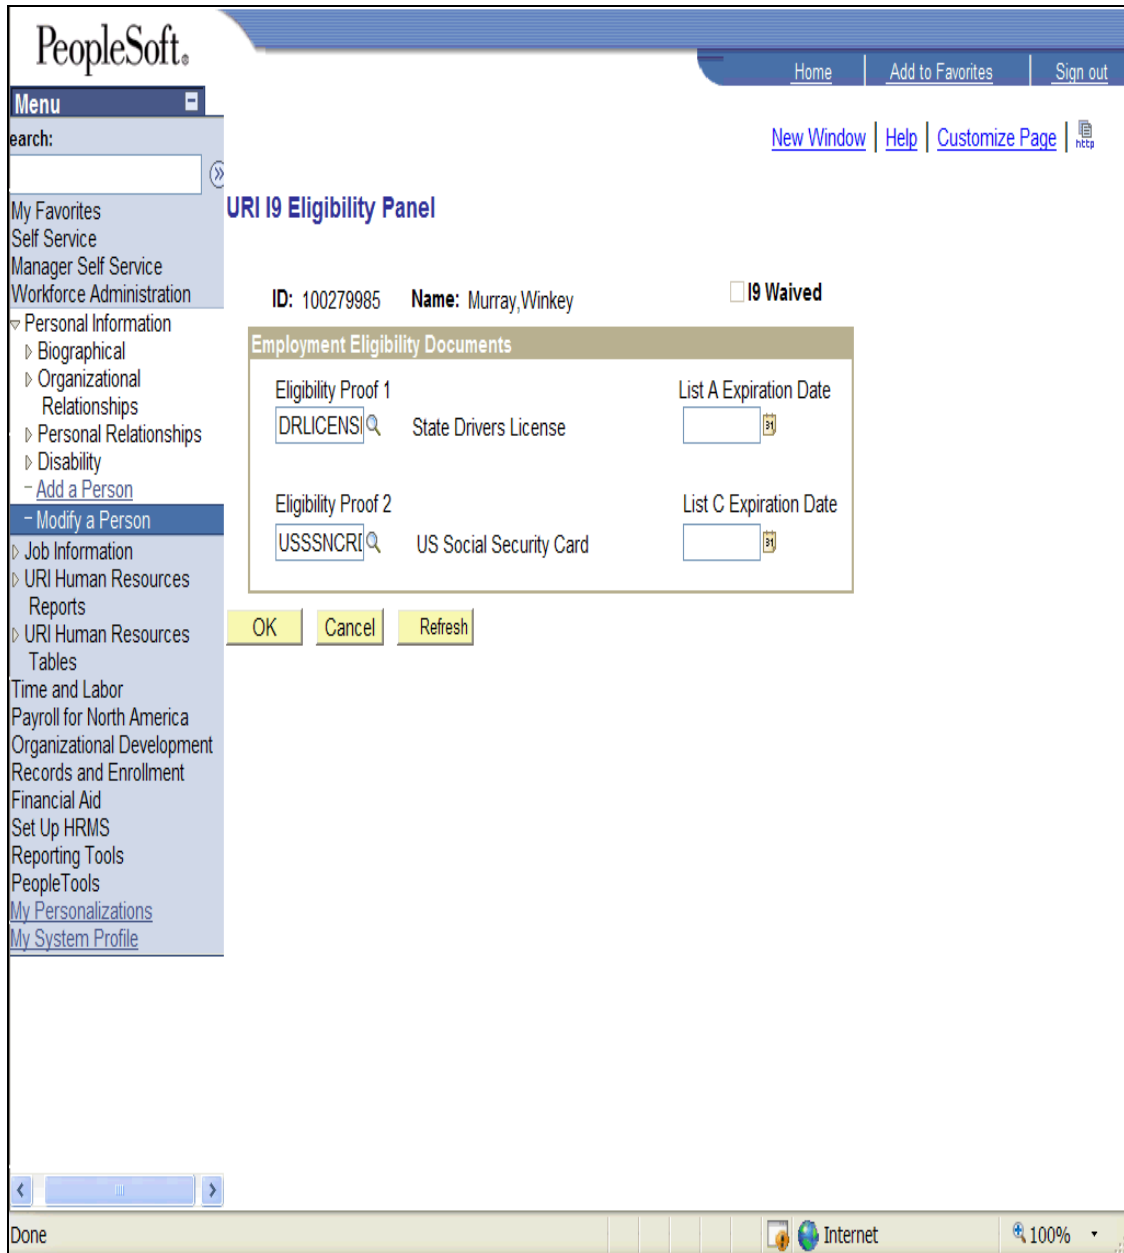 PeopleSoft®
Home Add to Favorites Sign out
Menu
earch:
New Window | Help | Customize Page | http
My Favorites
Self Service
Manager Self Service
Workforce Administration
Personal Information
Biographical
Organizational
Relationships
Personal Relationships
Disability
– Add a Person
– Modify a Person
Job Information
URI Human Resources
Reports
URI Human Resources
Tables
Time and Labor
Payroll for North America
Organizational Development
Records and Enrollment
Financial Aid
Set Up HRMS
Reporting Tools
PeopleTools
My Personalizations
My System Profile
URI I9 Eligibility Panel
ID: 100279985 Name: Murray,Winkey I9 Waived
Employment Eligibility Documents
Eligibility Proof 1 List A Expiration Date
DRLICENS State Drivers License 31
Eligibility Proof 2 List C Expiration Date
USSSNCR US Social Security Card 31
OK Cancel Refresh
Done Internet 100%